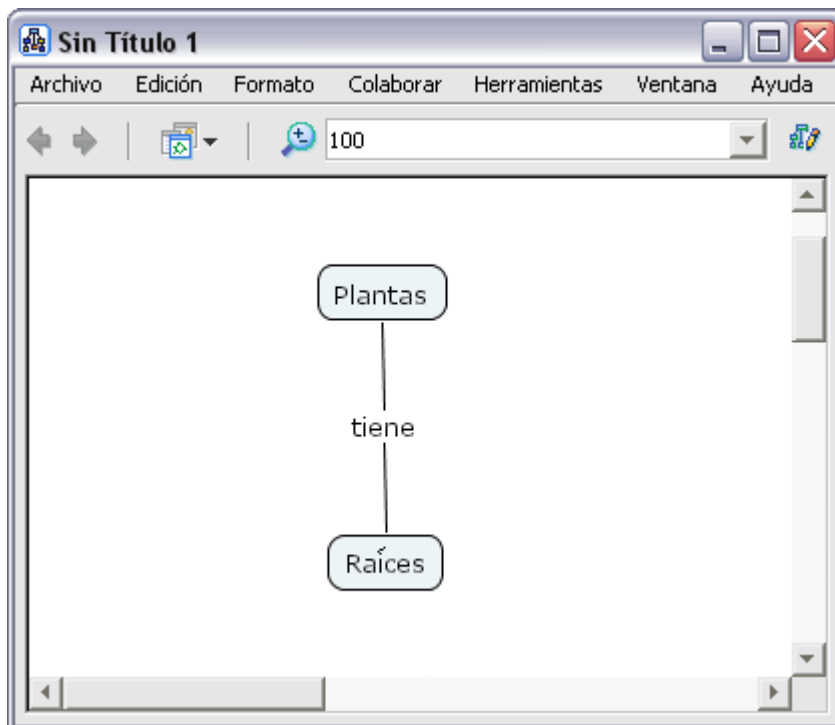 Sin Título 1
Archivo Edición Formato Colaborar Herramientas Ventana Ayuda
100
Plantas
tiene
Raíces